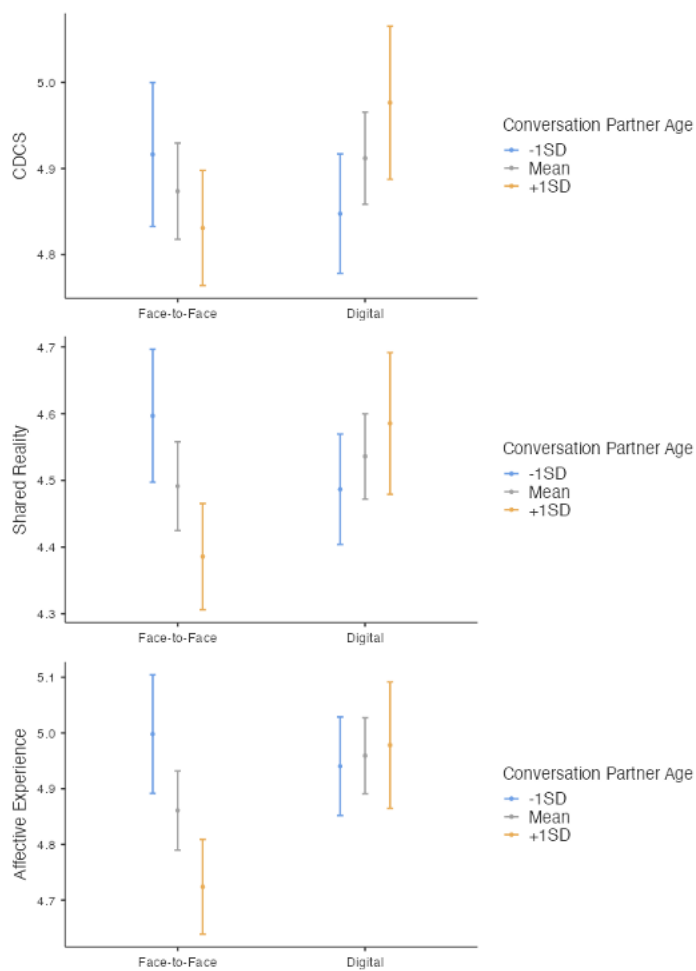 CDCS
5.0
4.9
4.8
Face-to-Face
Digital
Conversation Partner Age
-1SD
Mean
+1SD
Shared Reality
4.7
4.6
4.5
4.4
4.3
Face-to-Face
Digital
Conversation Partner Age
-1SD
Mean
+1SD
Affective Experience
5.1
5.0
4.9
4.8
4.7
Face-to-Face
Digital
Conversation Partner Age
-1SD
Mean
+1SD